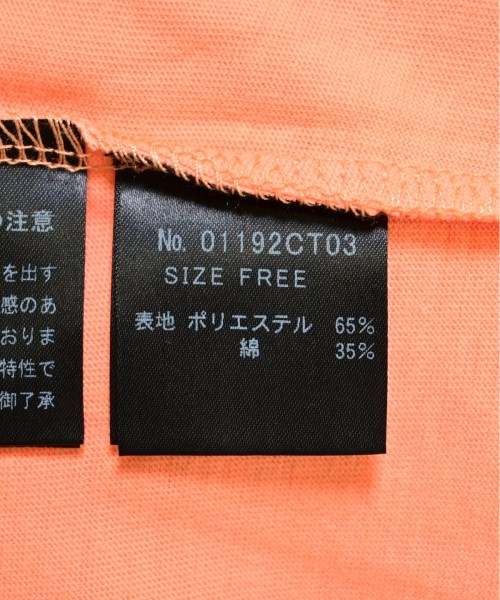 の注意
を出す
感のあ
おりま
特性で
御了承
No. 01192CT03
SIZE FREE
表地 ポリエステル 65%
綿 35%